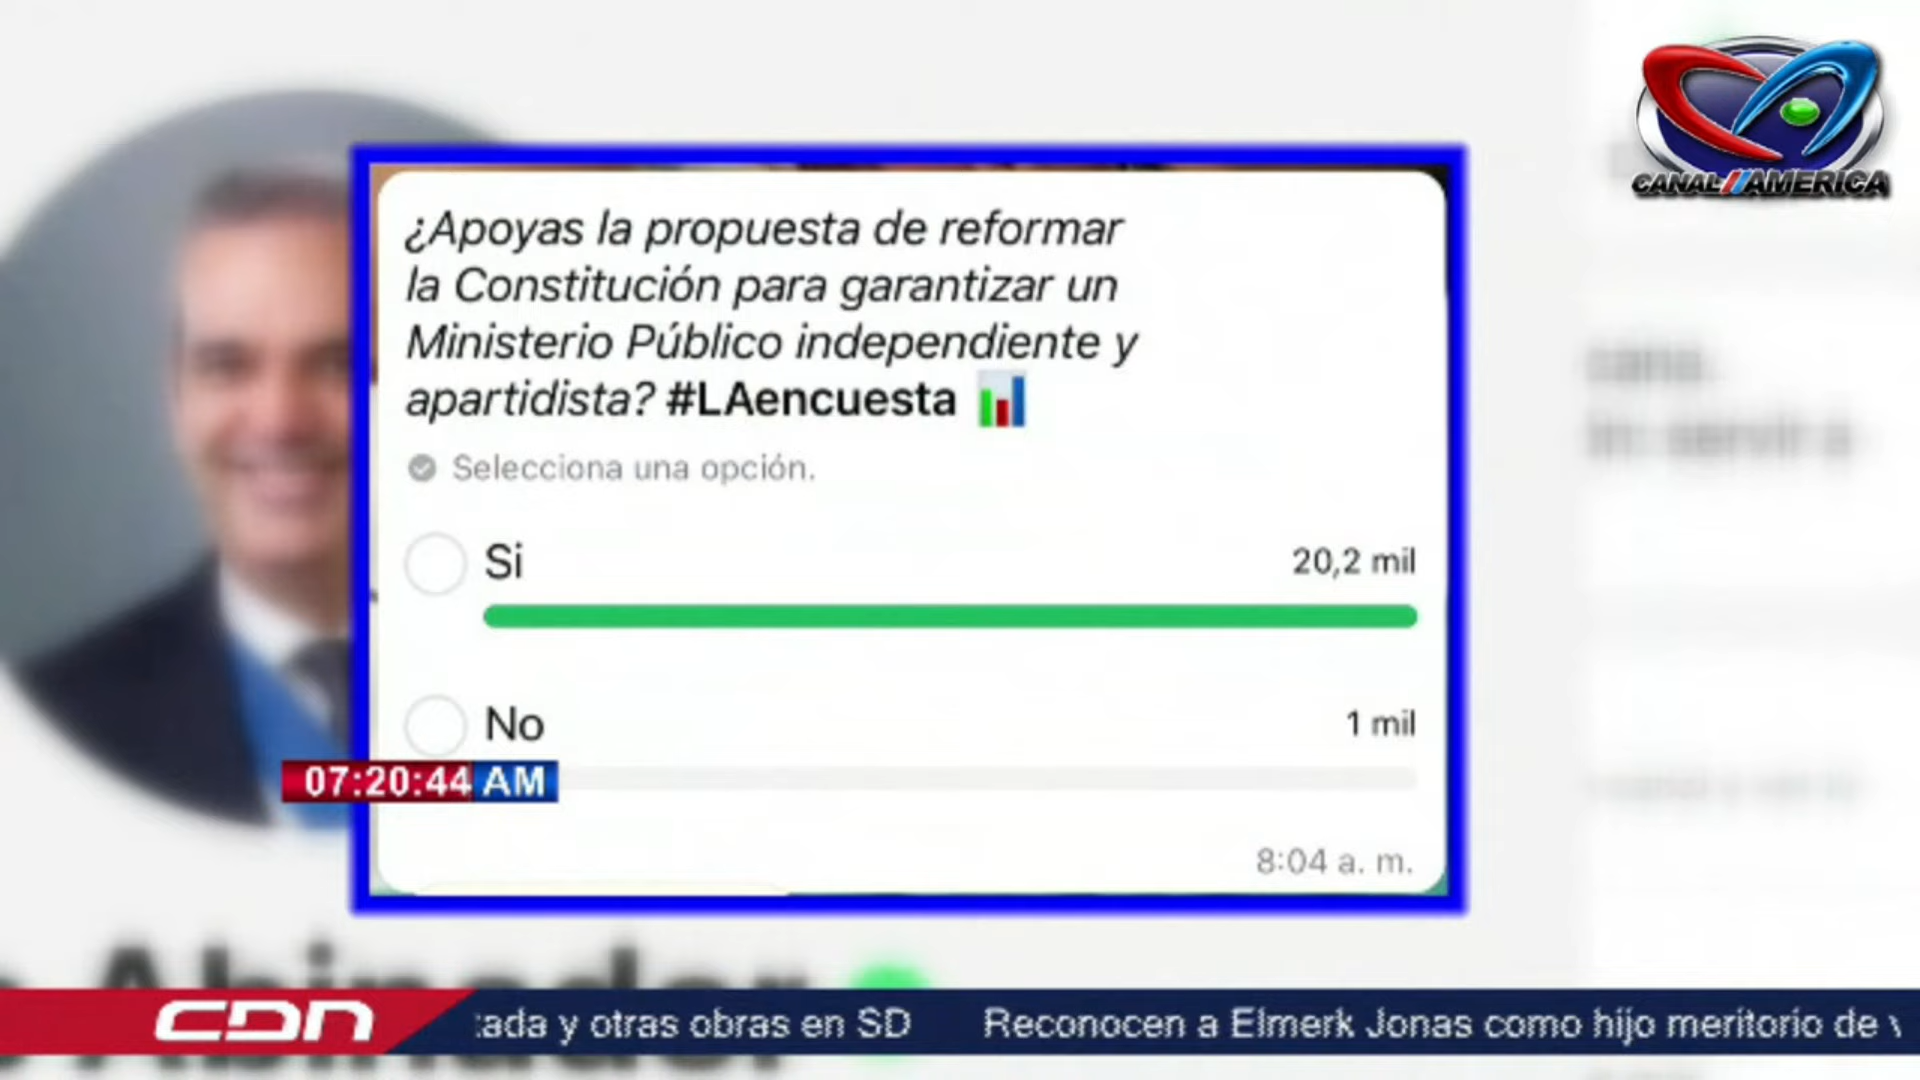 CANAL AMERICA
¿Apoyas la propuesta de reformar
la Constitución para garantizar un
Ministerio Público independiente y
apartidista? #LAencuesta
Selecciona una opción.
Si
20,2 mil
No
1 mil
07:20:44 AM
8:04 a. m.
Abinader
CDN
tada y otras obras en SD Reconocen a Elmerk Jonas como hijo meritorio de